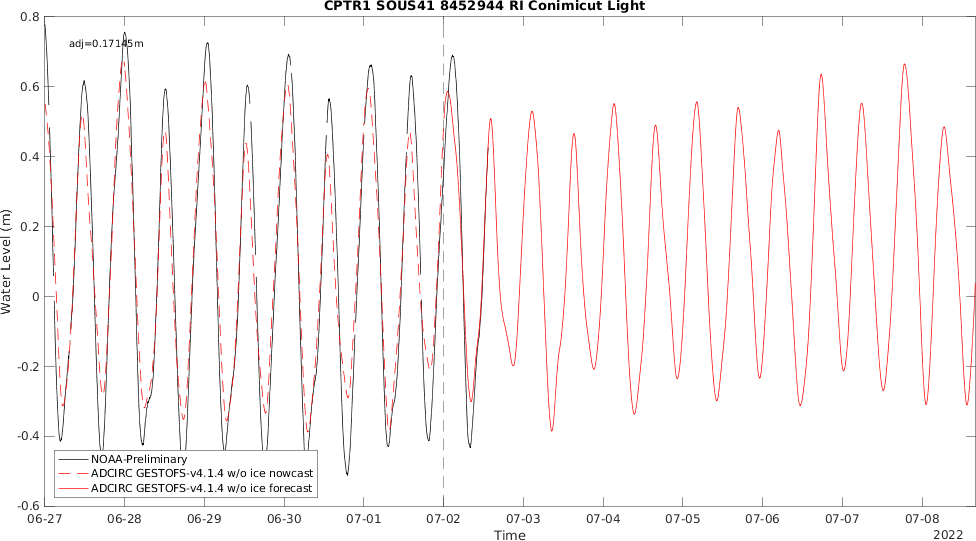 CPTR1 SOUS41 8452944 RI Conimicut Light
adj=0.17145m
0.8
0.6
0.4
0.2
0
-0.2
-0.4
-0.6
Water Level (m)
NOAA-Preliminary
ADCIRC GESTOFS-v4.1.4 w/o ice nowcast
ADCIRC GESTOFS-v4.1.4 w/o ice forecast
06-27 06-28 06-29 06-30 07-01 07-02 07-03 07-04 07-05 07-06 07-07 07-08
Time
2022